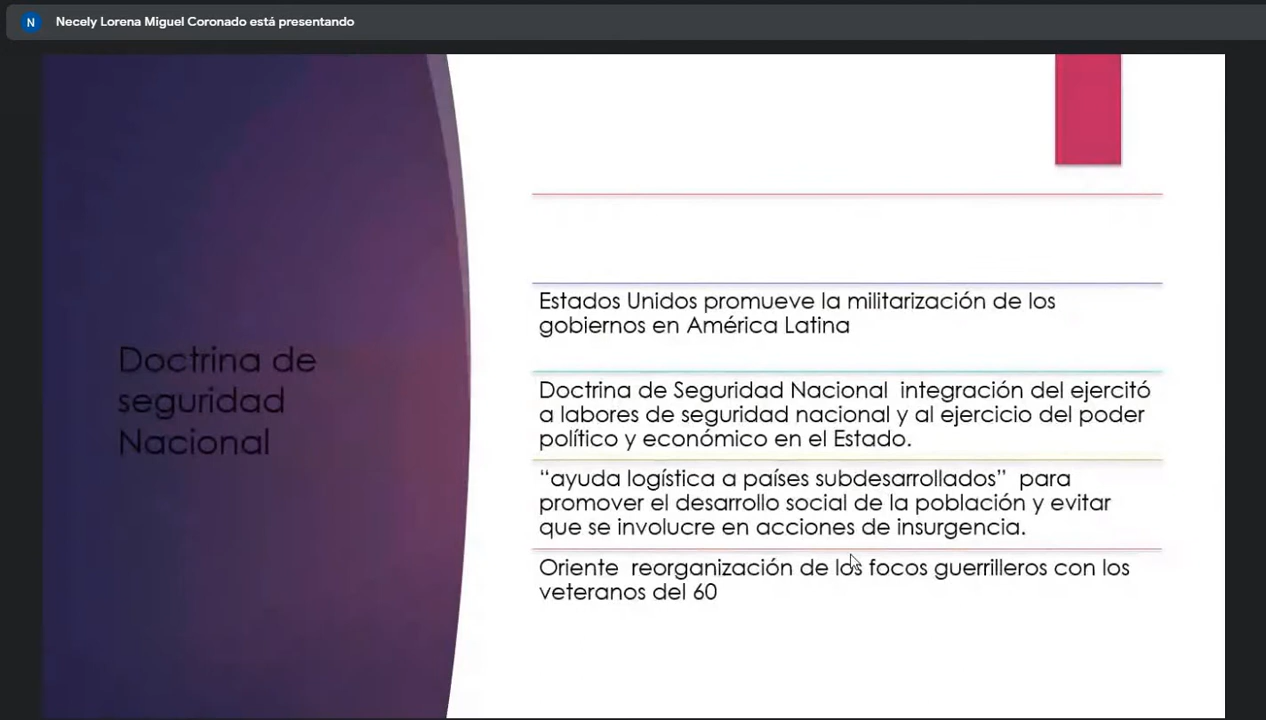 N
Necely Lorena Miguel Coronado está presentando
Doctrina de
seguridad
Nacional
Estados Unidos promueve la militarización de los
gobiernos en América Latina
Doctrina de Seguridad Nacional integración del ejercitó
a labores de seguridad nacional y al ejercicio del poder
político y económico en el Estado.
“ayuda logística a países subdesarrollados” para
promover el desarrollo social de la población y evitar
que se involucre en acciones de insurgencia.
Oriente reorganización de los focos guerrilleros con los
veteranos del 60